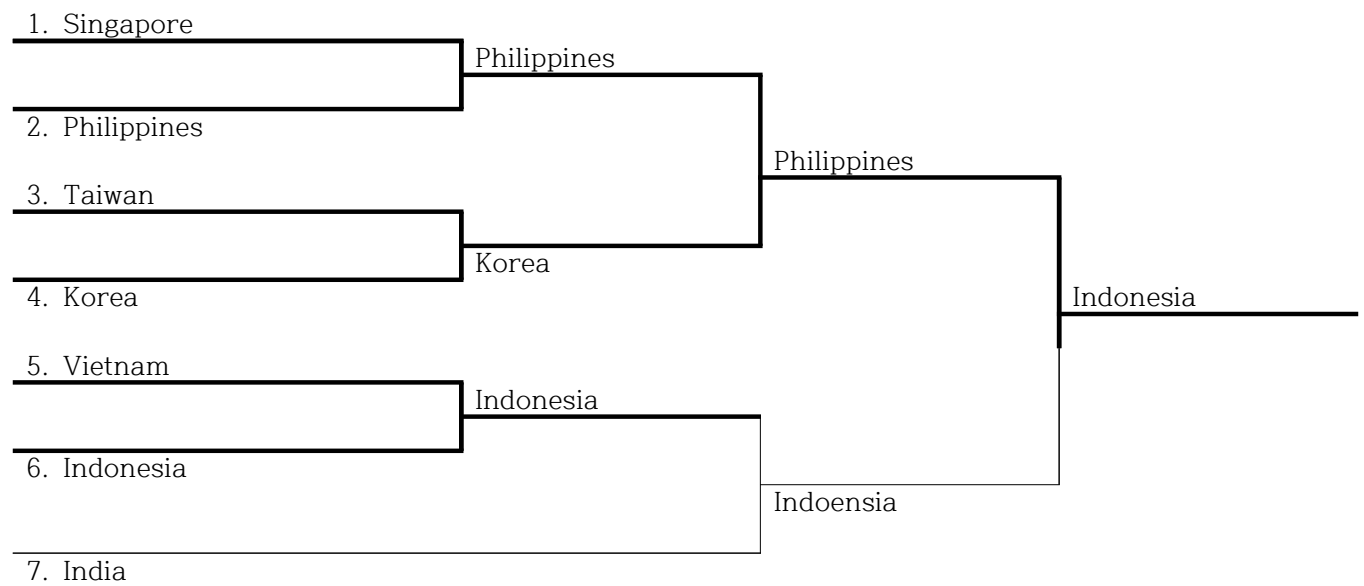 1. Singapore
Philippines
2. Philippines
Philippines
3. Taiwan
Korea
4. Korea
Indonesia
5. Vietnam
Indonesia
6. Indonesia
Indoensia
7. India